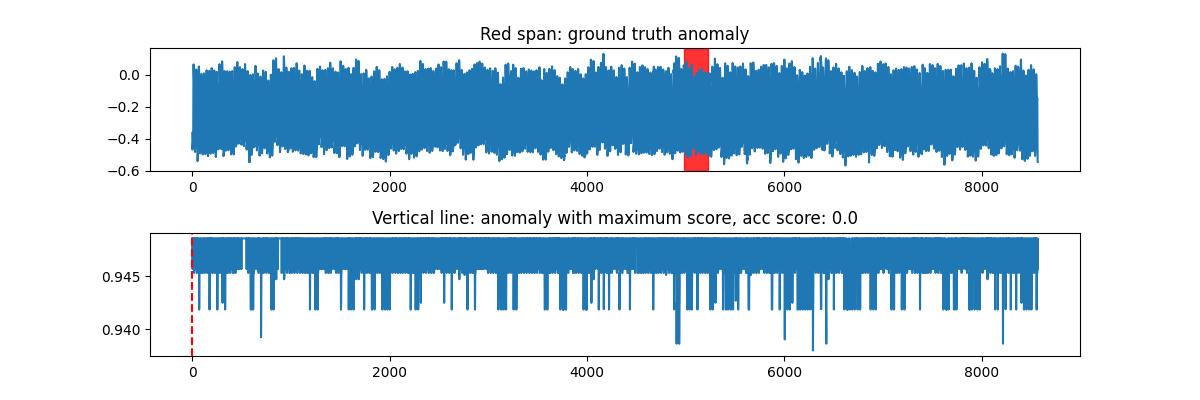 Red span: ground truth anomaly
0.0
−0.2
−0.4
−0.6
0 2000 4000 6000 8000
Vertical line: anomaly with maximum score, acc score: 0.0
0.945
0.940
0 2000 4000 6000 8000